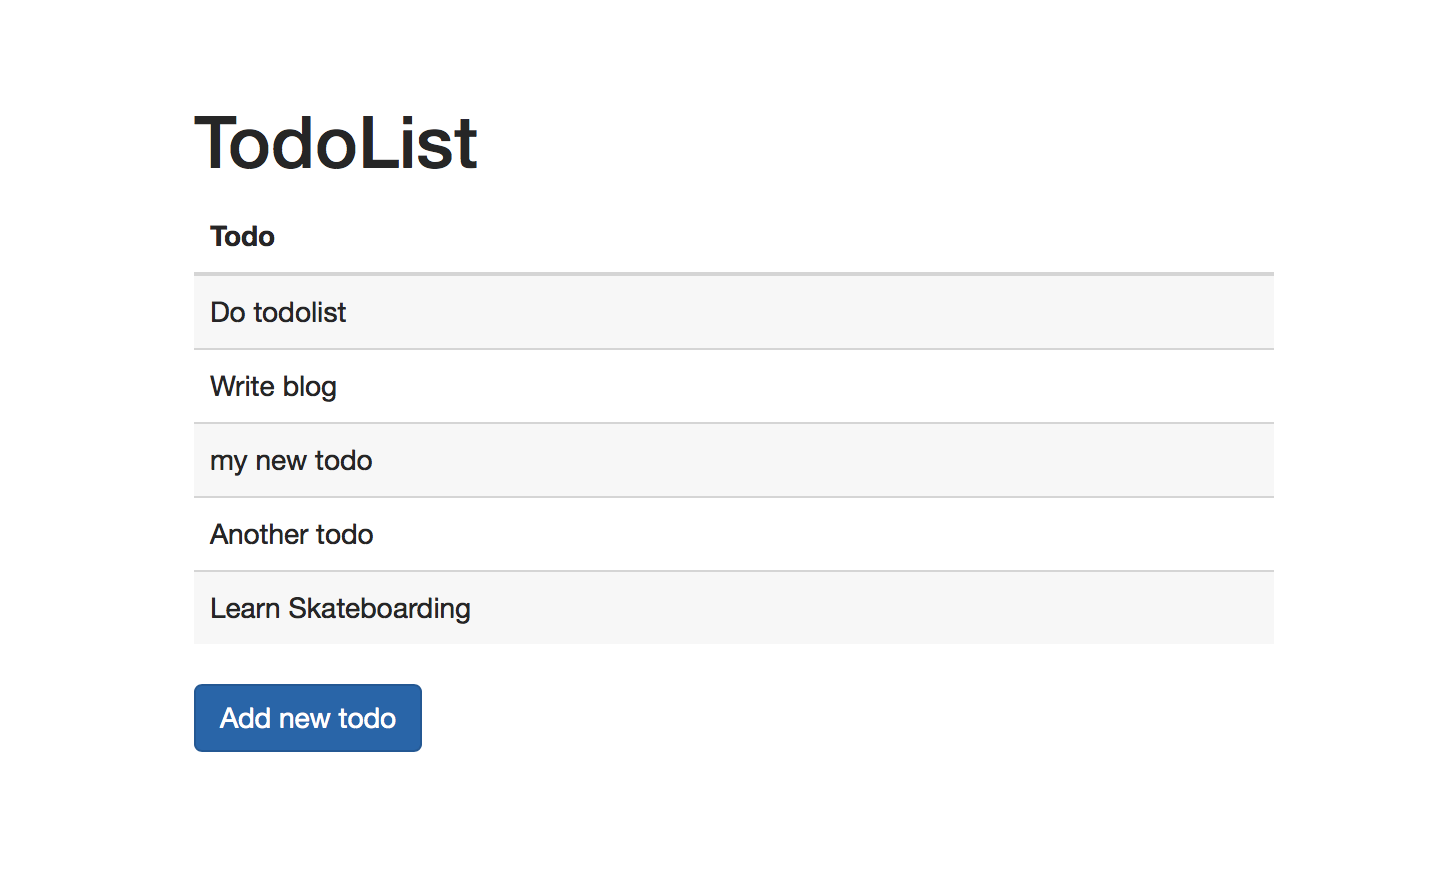 TodoList
Todo
Do todolist
Write blog
my new todo
Another todo
Learn Skateboarding
Add new todo